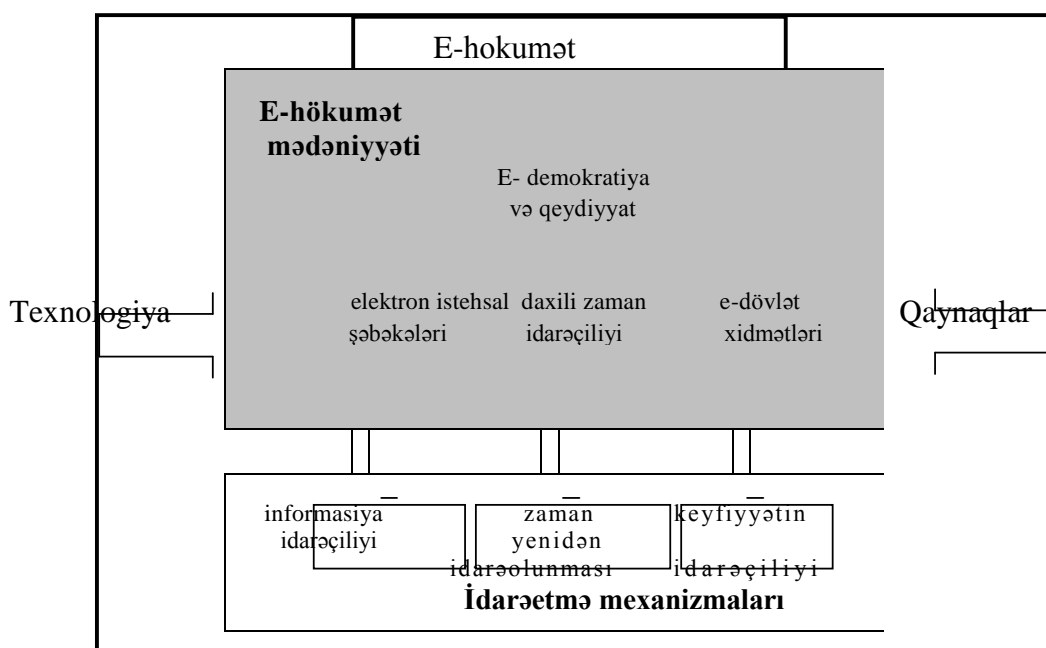 E-hokumət
E-hökumət
mədəniyyəti
E- demokratiya
və qeydiyyat
Texnologiya
elektron istehsal daxili zaman e-dövlət
şəbəkələri idarəçiliyi xidmətləri
Qaynaqlar
informasiya zaman keyfiyyətin
idarəçiliyi yenidən
idarəolunması idarəçiliyi
İdarəetmə mexanizmaları